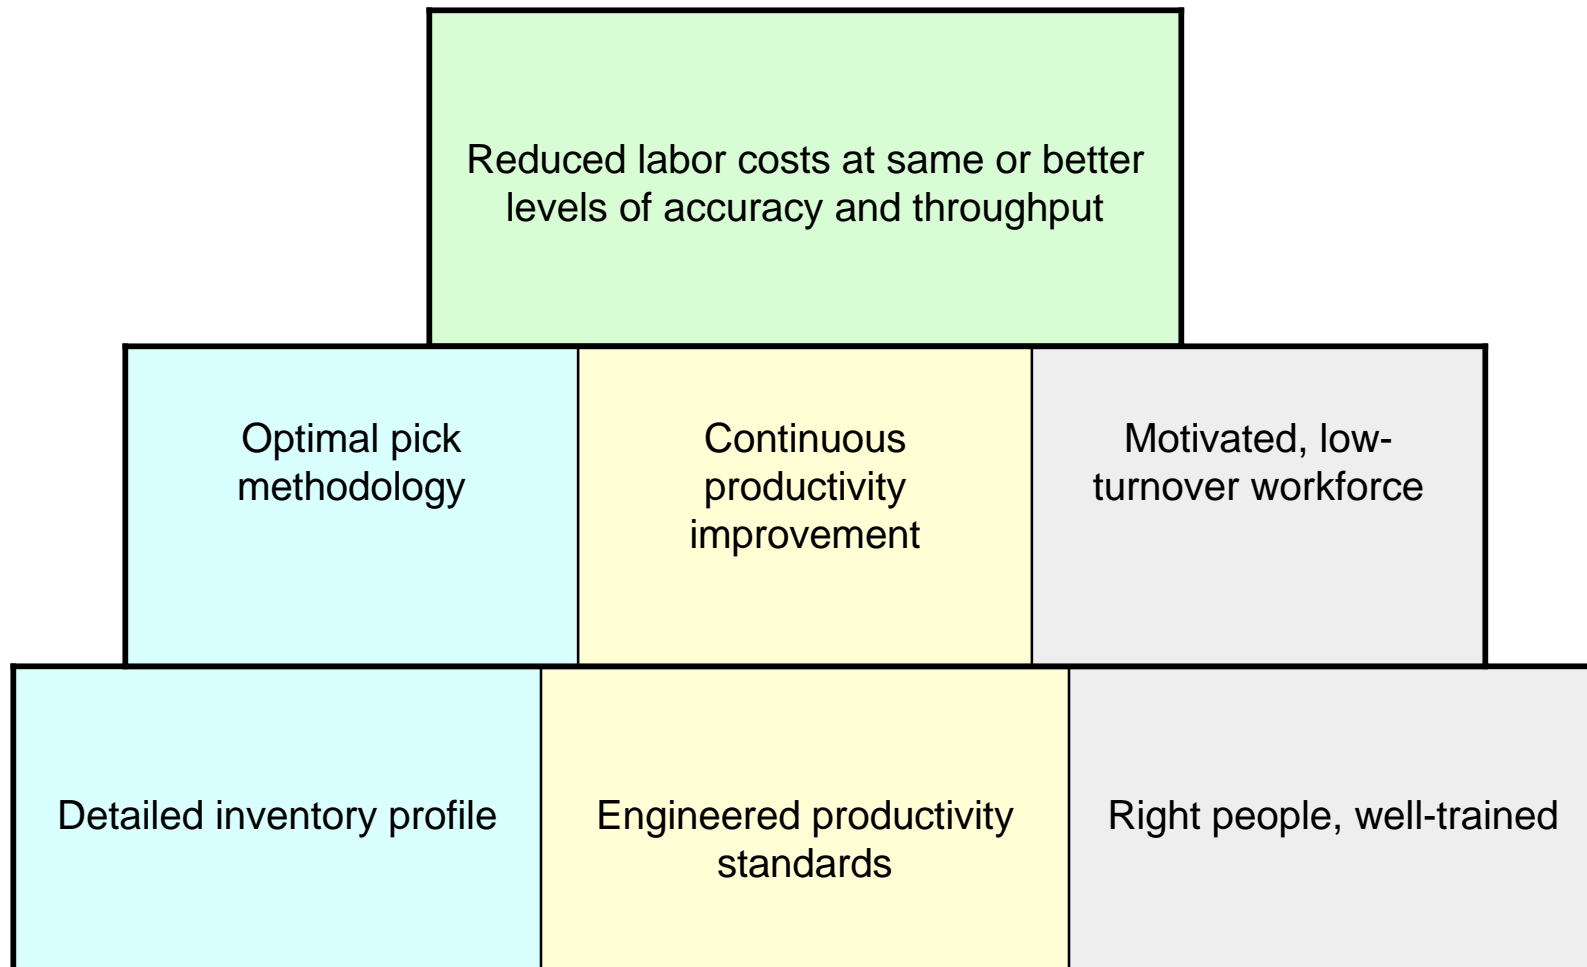 Reduced labor costs at same or better
levels of accuracy and throughput
Optimal pick
methodology
Continuous
productivity
improvement
Motivated, low-
turnover workforce
Detailed inventory profile
Engineered productivity
standards
Right people, well-trained